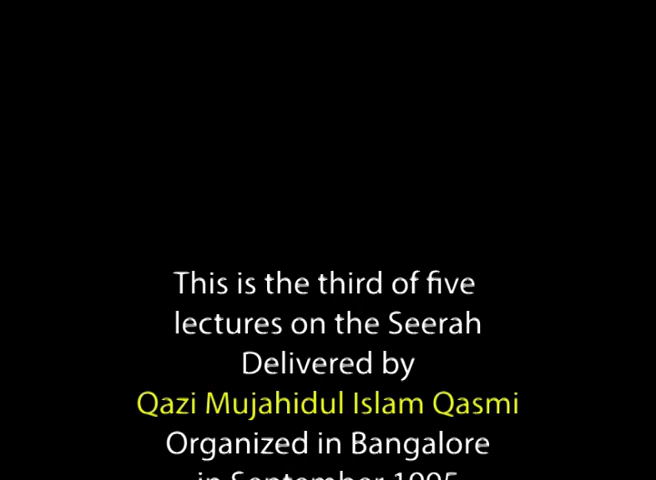 This is the third of five
lectures on the Seerah
Delivered by
Qazi Mujahidul Islam Qasmi
Organized in Bangalore
in September 1995